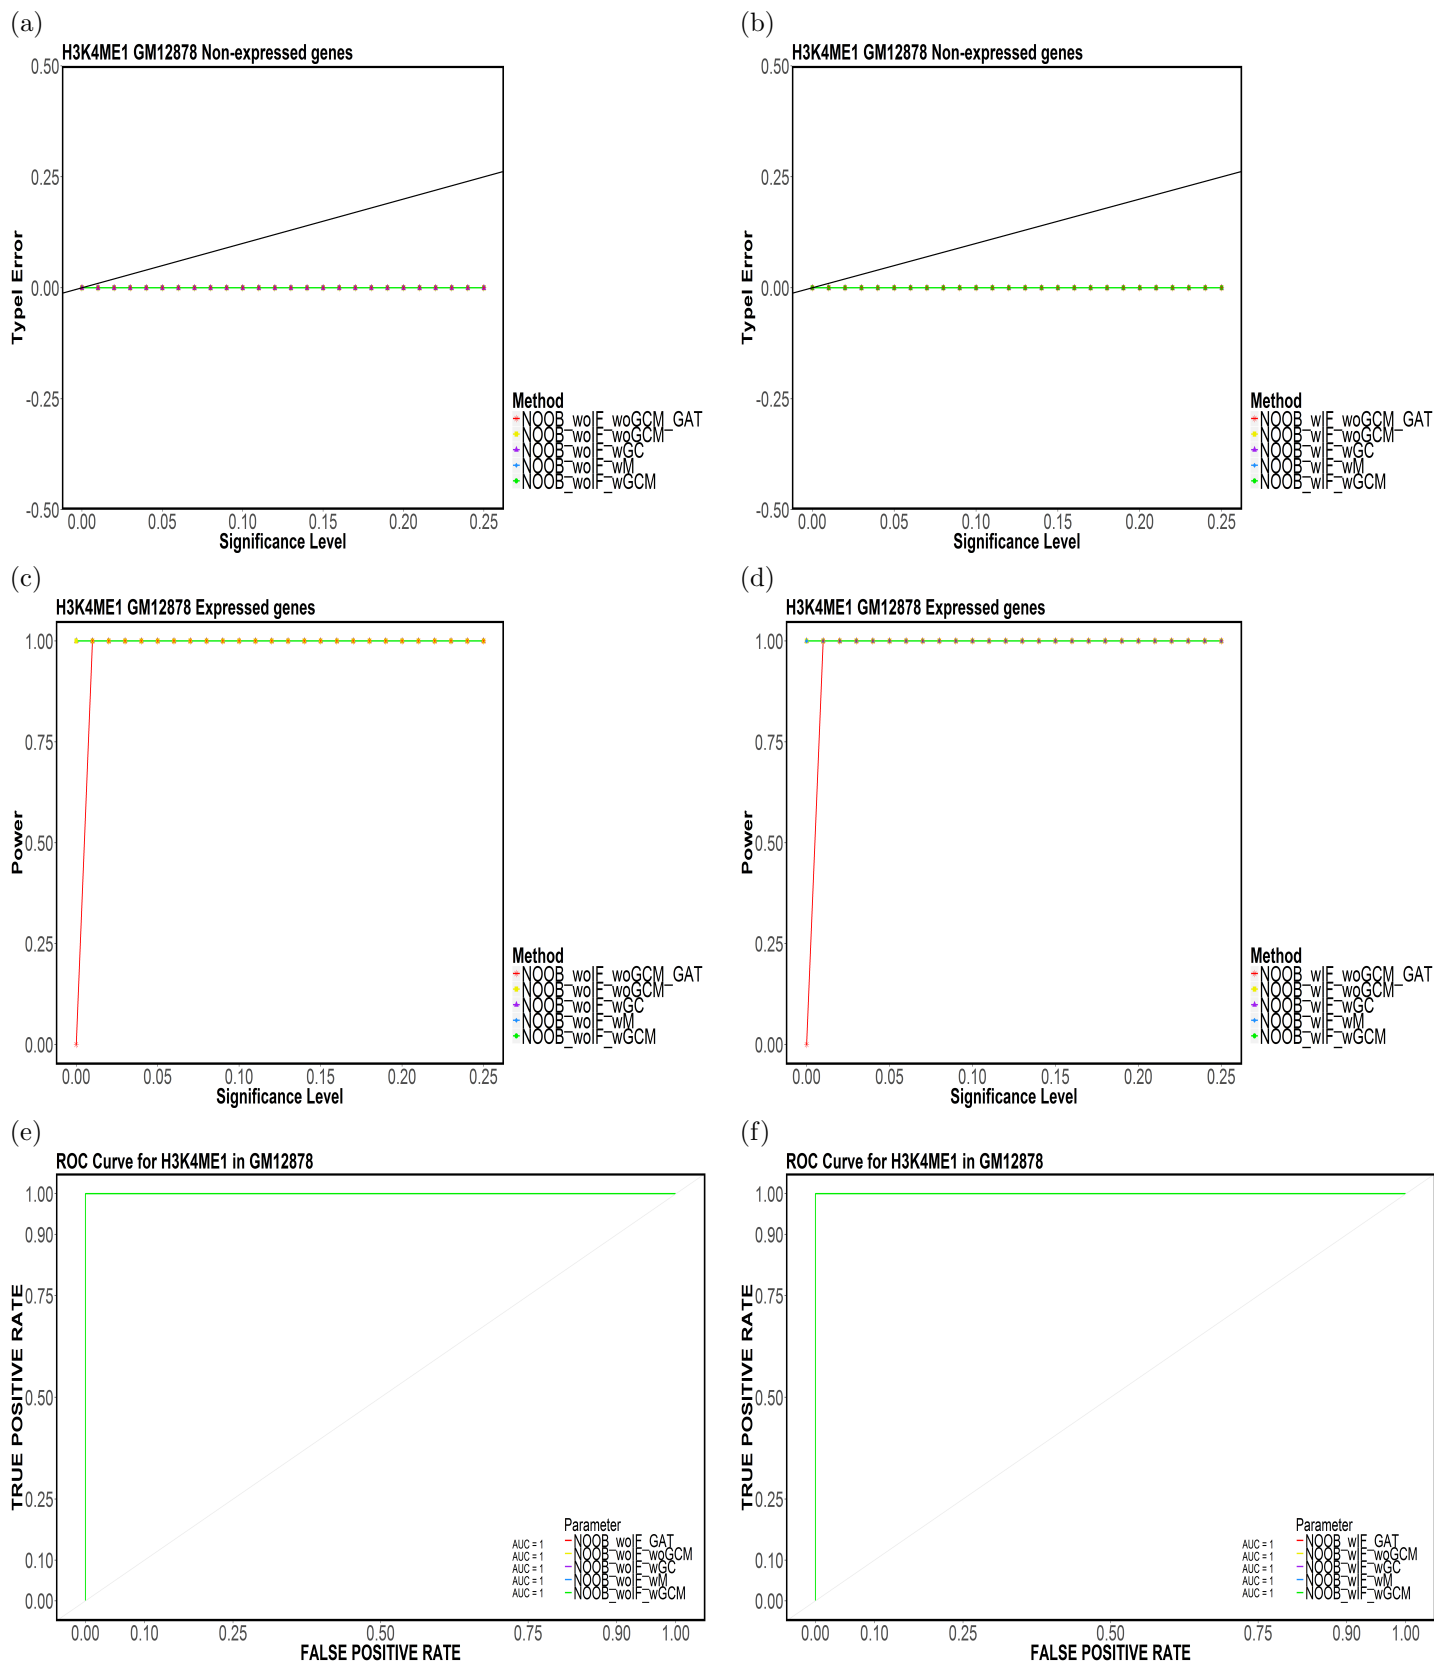 (a)
H3K4ME1 GM12878 Non-expressed genes
0.50
0.25
0.00
-0.25
-0.50
TypeI Error
0.00 0.05 0.10 0.15 0.20 0.25
Significance Level
Method
NOOB_woIF_woGCM_GAT
NOOB_woIF_woGCM
NOOB_woIF_wGC
NOOB_woIF_wM
NOOB_woIF_wGCM
(b)
H3K4ME1 GM12878 Non-expressed genes
0.50
0.25
0.00
-0.25
-0.50
TypeI Error
0.00 0.05 0.10 0.15 0.20 0.25
Significance Level
Method
NOOB_wIF_woGCM_GAT
NOOB_wIF_woGCM
NOOB_wIF_wGC
NOOB_wIF_wM
NOOB_wIF_wGCM
(c)
H3K4ME1 GM12878 Expressed genes
1.00
0.75
0.50
0.25
0.00
Power
0.00 0.05 0.10 0.15 0.20 0.25
Significance Level
Method
NOOB_woIF_woGCM_GAT
NOOB_woIF_woGCM
NOOB_woIF_wGC
NOOB_woIF_wM
NOOB_woIF_wGCM
(d)
H3K4ME1 GM12878 Expressed genes
1.00
0.75
0.50
0.25
0.00
Power
0.00 0.05 0.10 0.15 0.20 0.25
Significance Level
Method
NOOB_wIF_woGCM_GAT
NOOB_wIF_woGCM
NOOB_wIF_wGC
NOOB_wIF_wM
NOOB_wIF_wGCM
(e)
ROC Curve for H3K4ME1 in GM12878
1.00
0.90
0.75
0.50
0.25
0.10
0.00
TRUE POSITIVE RATE
0.00 0.10 0.25 0.50 0.75 0.90 1.00
FALSE POSITIVE RATE
Parameter
AUC = 1 NOOB_woIF_GAT
AUC = 1 NOOB_woIF_woGCM
AUC = 1 NOOB_woIF_wGC
AUC = 1 NOOB_woIF_wM
AUC = 1 NOOB_woIF_wGCM
(f)
ROC Curve for H3K4ME1 in GM12878
1.00
0.90
0.75
0.50
0.25
0.10
0.00
TRUE POSITIVE RATE
0.00 0.10 0.25 0.50 0.75 0.90 1.00
FALSE POSITIVE RATE
Parameter
AUC = 1 NOOB_wIF_GAT
AUC = 1 NOOB_wIF_woGCM
AUC = 1 NOOB_wIF_wGC
AUC = 1 NOOB_wIF_wM
AUC = 1 NOOB_wIF_wGCM